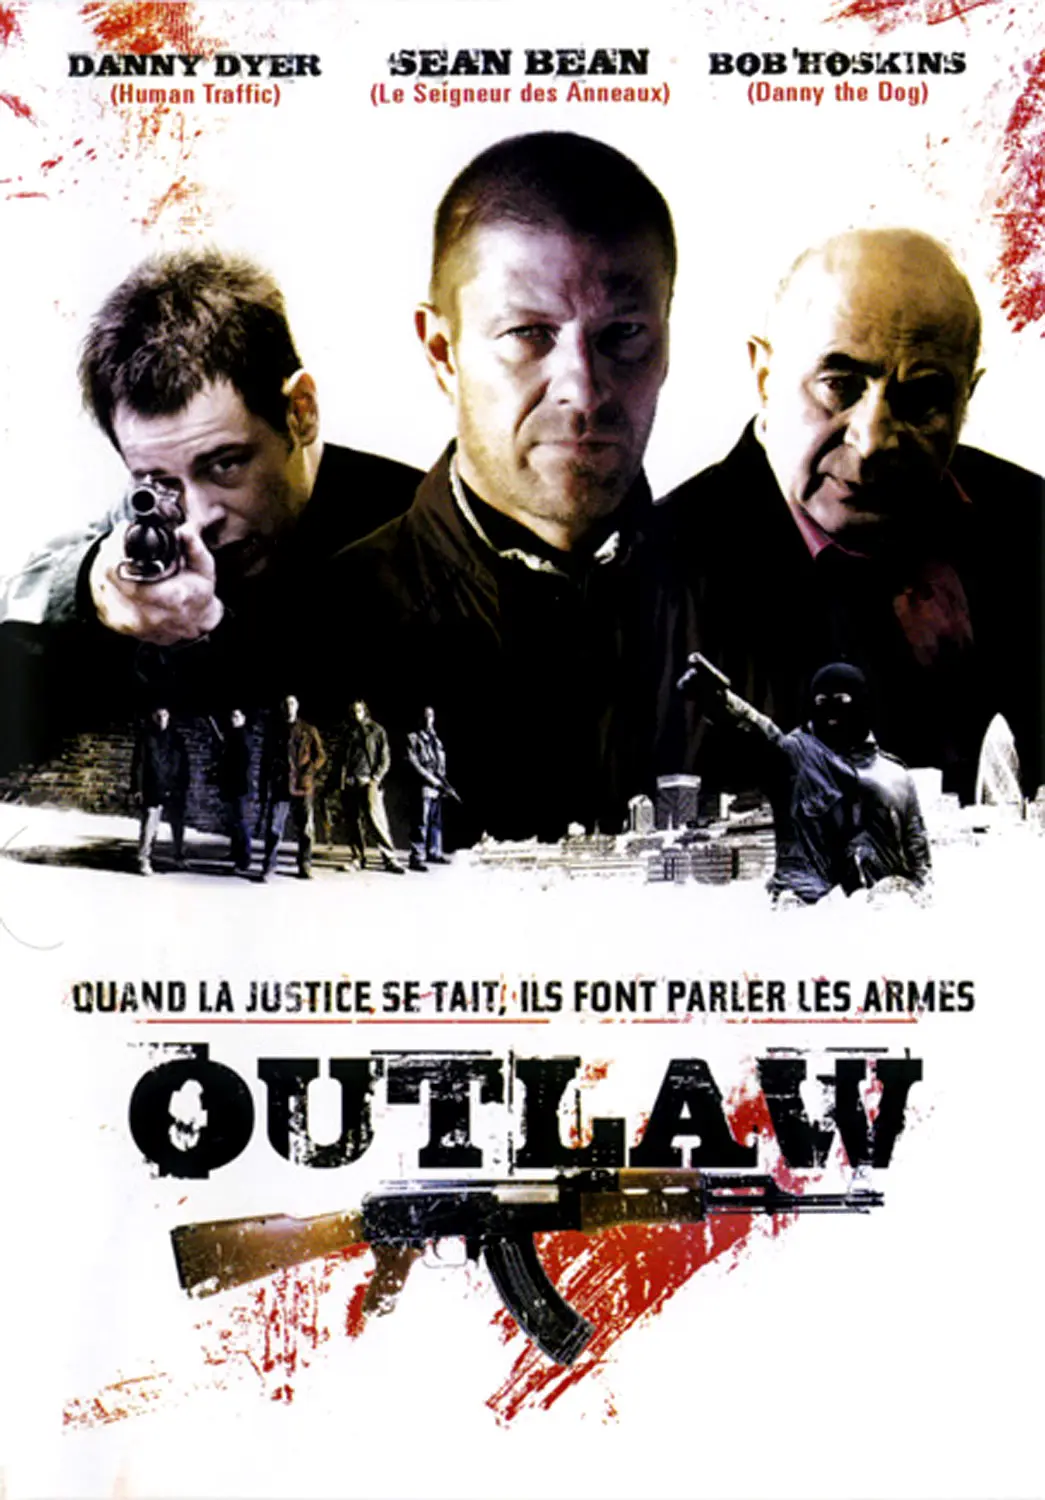 DANNY DYER
(Human Traffic)
SEAN BEAN
(Le Seigneur des Anneaux)
BOB HOSKINS
(Danny the Dog)
QUAND LA JUSTICE SE TAIT, ILS FONT PARLER LES ARMES
OUTLAW